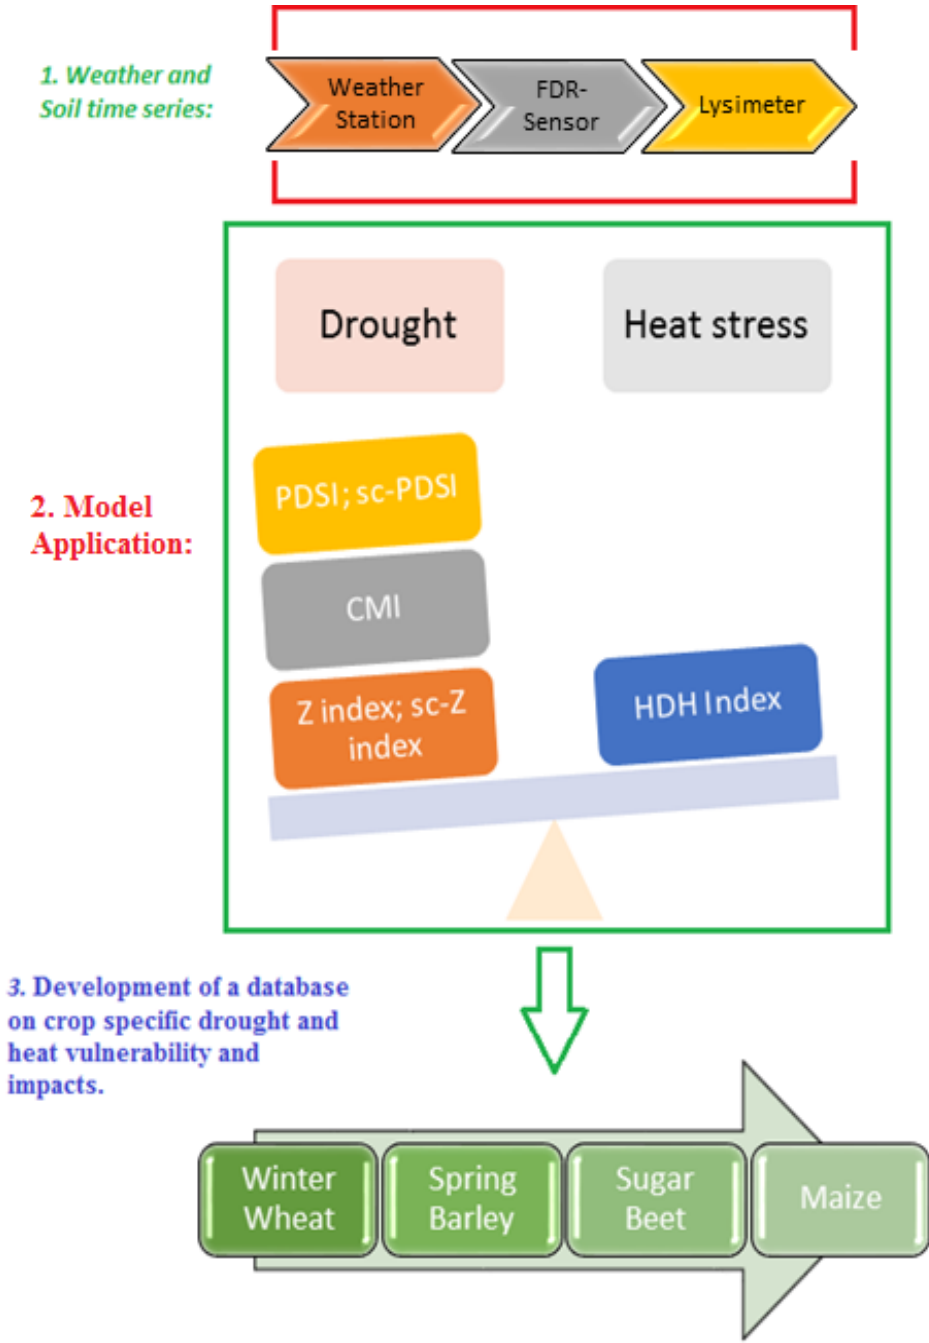 1. Weather and
Soil time series:
Weather
Station
FDR-
Sensor
Lysimeter
Drought
Heat stress
2. Model
Application:
PDSI; sc-PDSI
CMI
Z index; sc-Z
index
HDH Index
3. Development of a database
on crop specific drought and
heat vulnerability and
impacts.
Winter
Wheat
Spring
Barley
Sugar
Beet
Maize